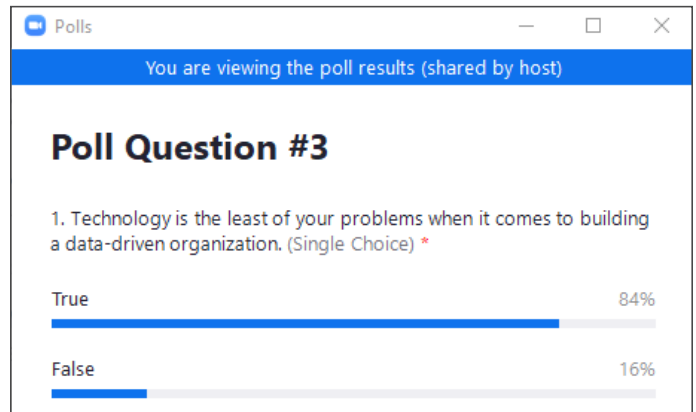 Polls
You are viewing the poll results (shared by host)
Poll Question #3
1. Technology is the least of your problems when it comes to building
a data-driven organization. (Single Choice) *
True 84%
False 16%